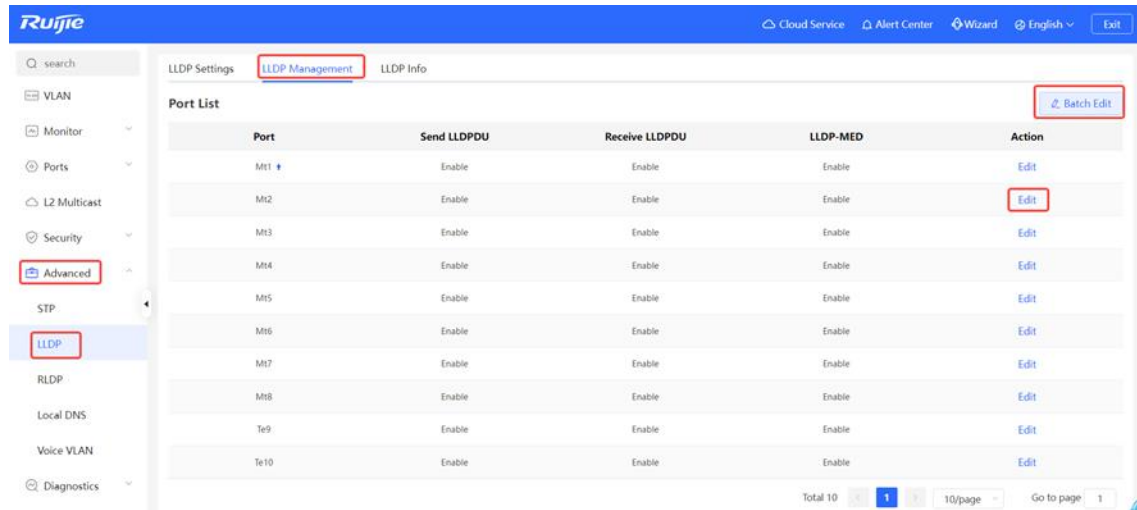 Ruijie
Cloud Service Alert Center Wizard English Exit
search
VLAN
Monitor
Ports
L2 Multicast
Security
Advanced
STP
LLDP
RLDP
Local DNS
Voice VLAN
Diagnostics
LLDP Settings LLDP Management LLDP Info
Port List Batch Edit
Port Send LLDPDU Receive LLDPDU LLDP-MED Action
Mt1 Enable Enable Enable Edit
Mt2 Enable Enable Enable Edit
Mt3 Enable Enable Enable Edit
Mt4 Enable Enable Enable Edit
Mt5 Enable Enable Enable Edit
Mt6 Enable Enable Enable Edit
Mt7 Enable Enable Enable Edit
Mt8 Enable Enable Enable Edit
Te9 Enable Enable Enable Edit
Te10 Enable Enable Enable Edit
Total 10 1 10/page Go to page 1